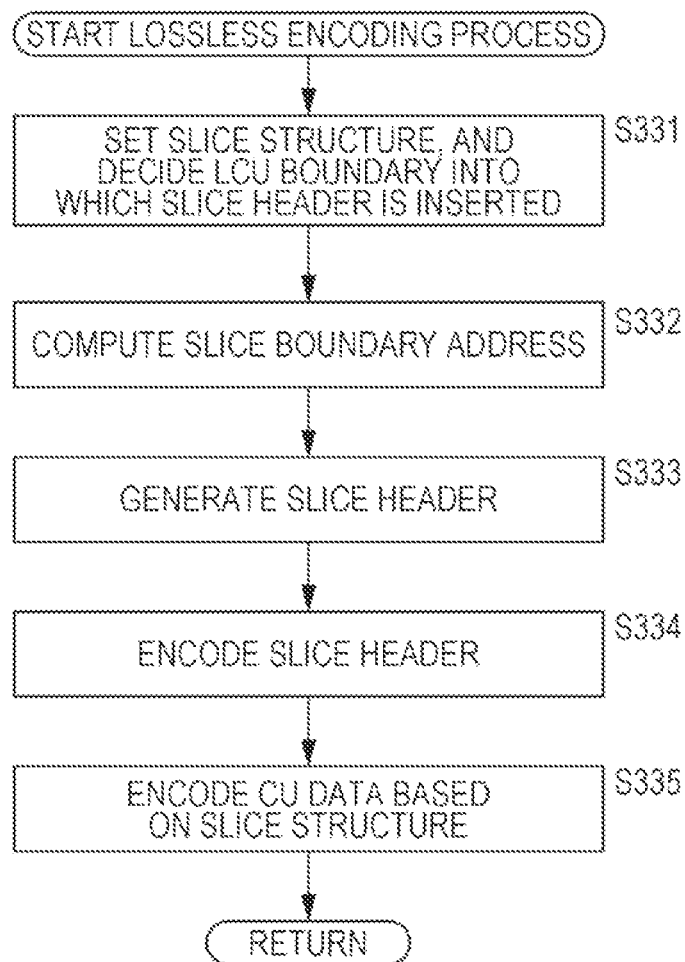 START LOSSLESS ENCODING PROCESS
SET SLICE STRUCTURE, AND
DECIDE LCU BOUNDARY INTO
WHICH SLICE HEADER IS INSERTED
S331
COMPUTE SLICE BOUNDARY ADDRESS
S332
GENERATE SLICE HEADER
S333
ENCODE SLICE HEADER
S334
ENCODE CU DATA BASED
ON SLICE STRUCTURE
S335
RETURN